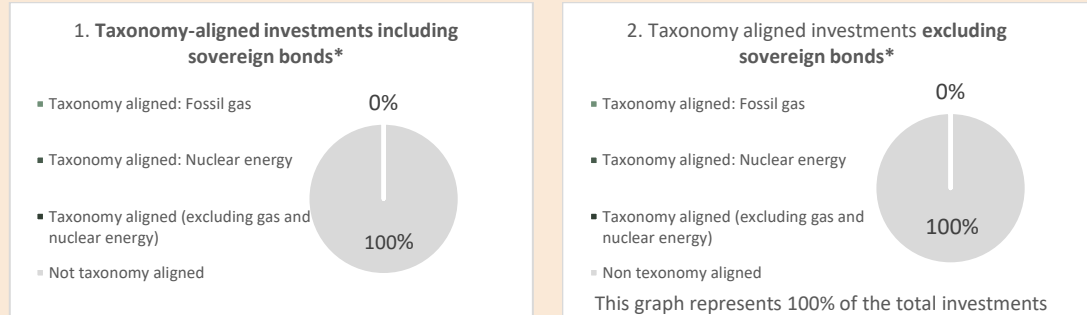 1. Taxonomy-aligned investments including
sovereign bonds*
Taxonomy aligned: Fossil gas
0%
Taxonomy aligned: Nuclear energy
Taxonomy aligned (excluding gas and
nuclear energy)
100%
Not taxonomy aligned
2. Taxonomy aligned investments excluding
sovereign bonds*
0%
Taxonomy aligned: Fossil gas
Taxonomy aligned: Nuclear energy
Taxonomy aligned (excluding gas and
nuclear energy)
100%
Non texonomy aligned
This graph represents 100% of the total investments